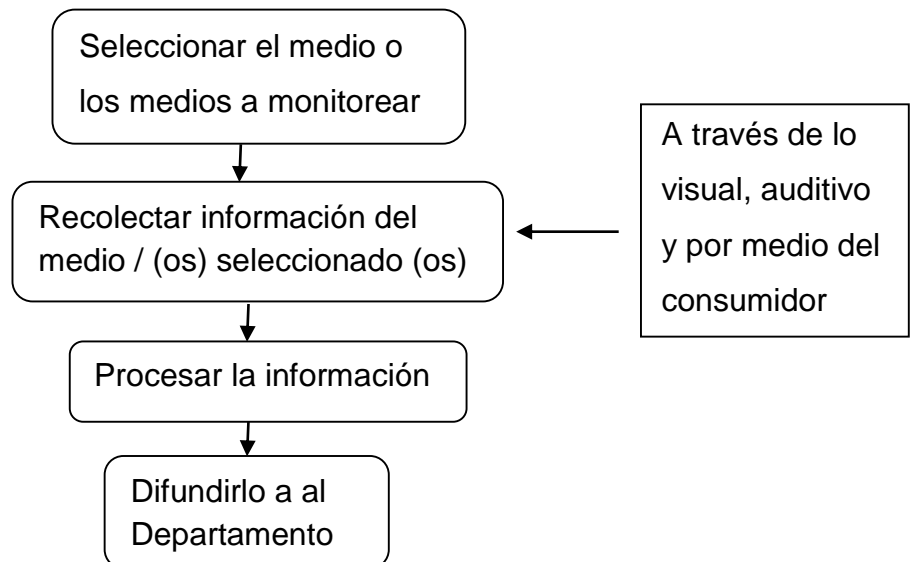 Seleccionar el medio o
los medios a monitorear
Recolectar información del
medio / (os) seleccionado (os)
A través de lo
visual, auditivo
y por medio del
consumidor
Procesar la información
Difundirlo a al
Departamento